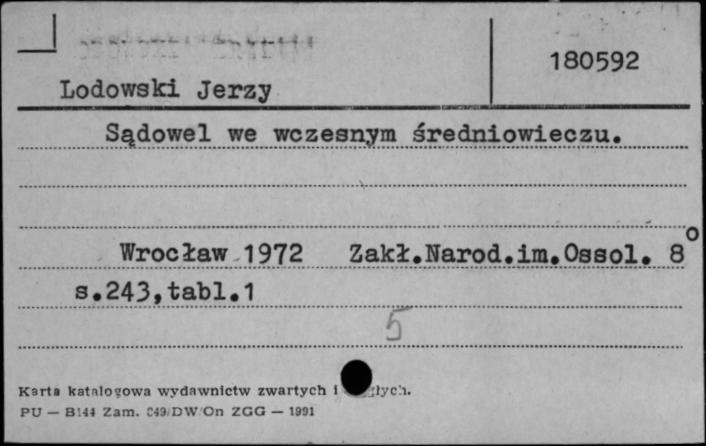 180592
Lodowski Jerzy
Sądowel we wczesnym średniowieczu.
Wrocław 1972 Zakł.Narod.im.Ossol. 8°
s.243,tabl.1
5
Karta katalogowa wydawnictw zwartych i
PU — B144 Zam. 049/DW/On ZGG — 1991